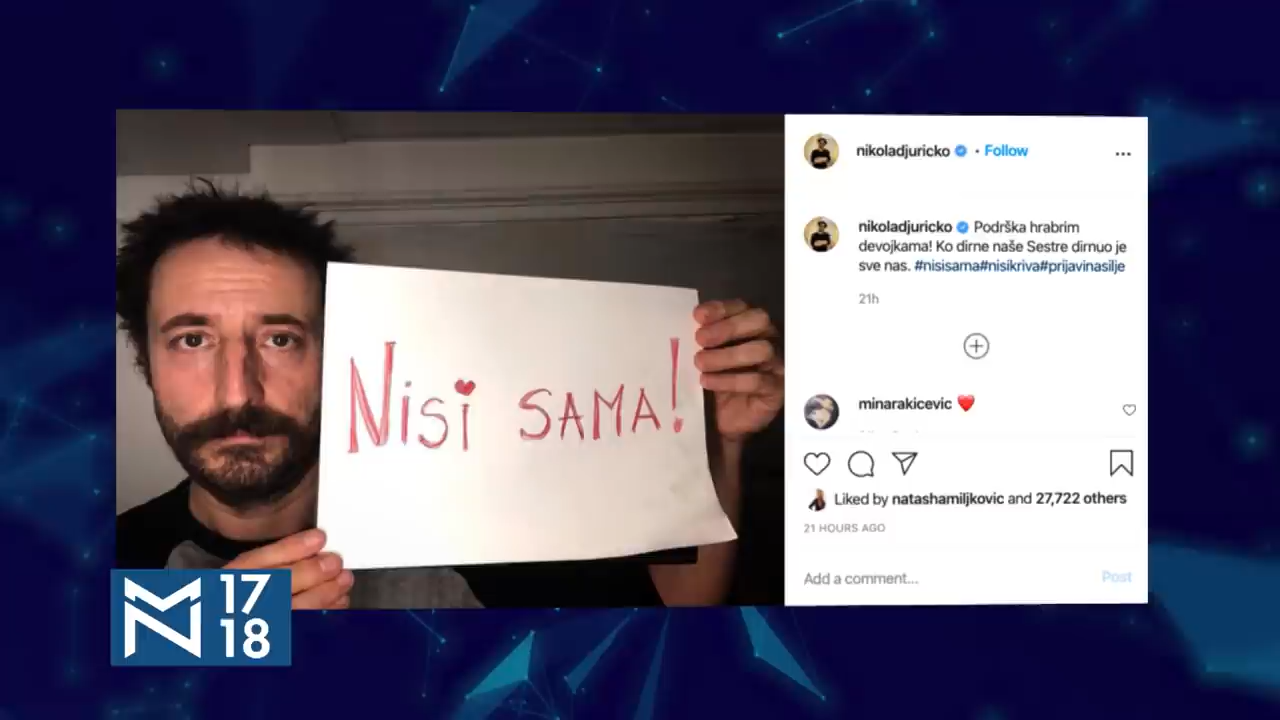 Nisi SAMA!
nikoladjuricko • Follow
nikoladjuricko Podrška hrabrim
devojkama! Ko dirne naše Sestre dirnuo je
sve nas. #nisisama#nisikriva#prijavinasilje
21h
minarakicevic ❤️
Liked by natashamiljkovic and 27,722 others
21 HOURS AGO
Add a comment...
Post
17
18